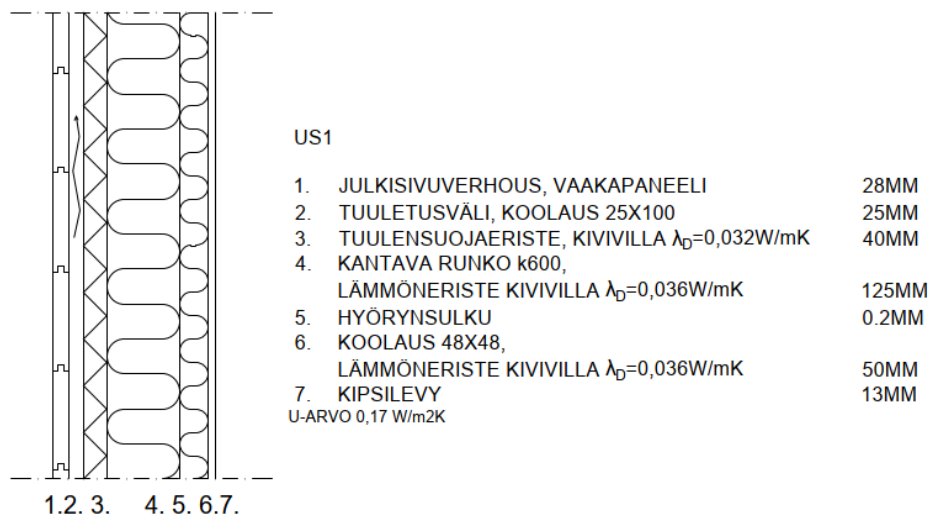 US1
1. JULKISIVUVERHOUS, VAAKAPANEELI 28MM
2. TUULETUSVÄLI, KOOLAUS 25X100 25MM
3. TUULENSUOJAERISTE, KIVIVILLA λD=0,032W/mK 40MM
4. KANTAVA RUNKO k600,
LÄMMÖNERISTE KIVIVILLA λD=0,036W/mK 125MM
5. HYÖRYNSULKU 0.2MM
6. KOOLAUS 48X48,
LÄMMÖNERISTE KIVIVILLA λD=0,036W/mK 50MM
7. KIPSILEVY 13MM
U-ARVO 0,17 W/m2K
1.2. 3. 4. 5. 6.7.